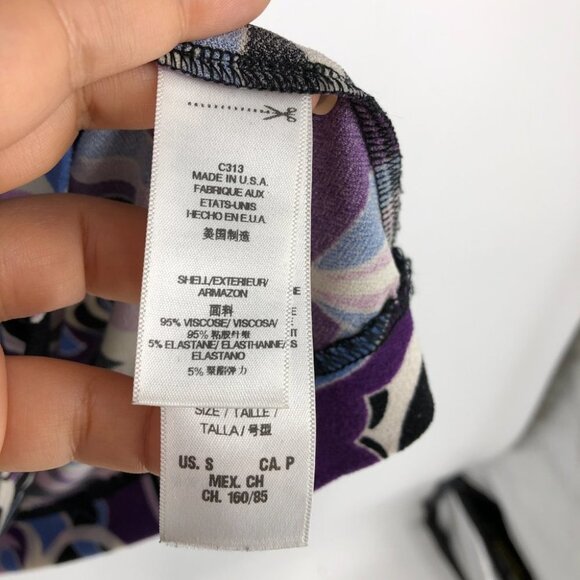 C313
MADE IN U.S.A.
FABRIQUE AUX
ETATS-UNIS
HECHO EN E.U.A.
美国制造
SHELL/EXTERIEUR/
ARMAZON
面料
95% VISCOSE/ VISCOSA/
95% 粘胶纤维
5% ELASTANE/ ELASTHANNE/
ELASTANO
5% 聚酯弹力
E
E
IT
S
SIZE / TAILLE /
TALLA/ 号型
US. S CA. P
MEX. CH
CH. 160/85